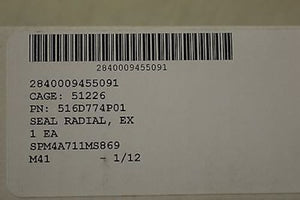 2840009455091
2840009455091
CAGE: 51226
PN: 516D774P01
SEAL RADIAL, EX
1 EA
SPM4A711MS869
M41 - 1/12